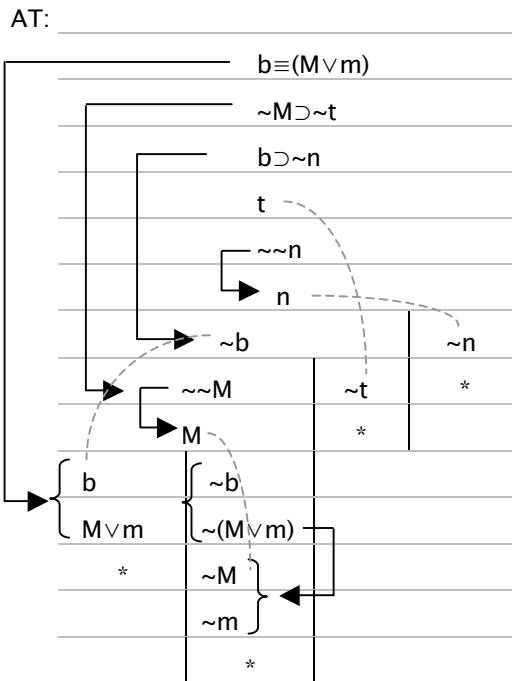 AT:
b≡(M∨m)
~M⊃~t
b⊃~n
t
~~n
n
~b ~n
~~M ~t *
M *
b ~b
M∨m ~(M∨m)
* ~M
~m
*